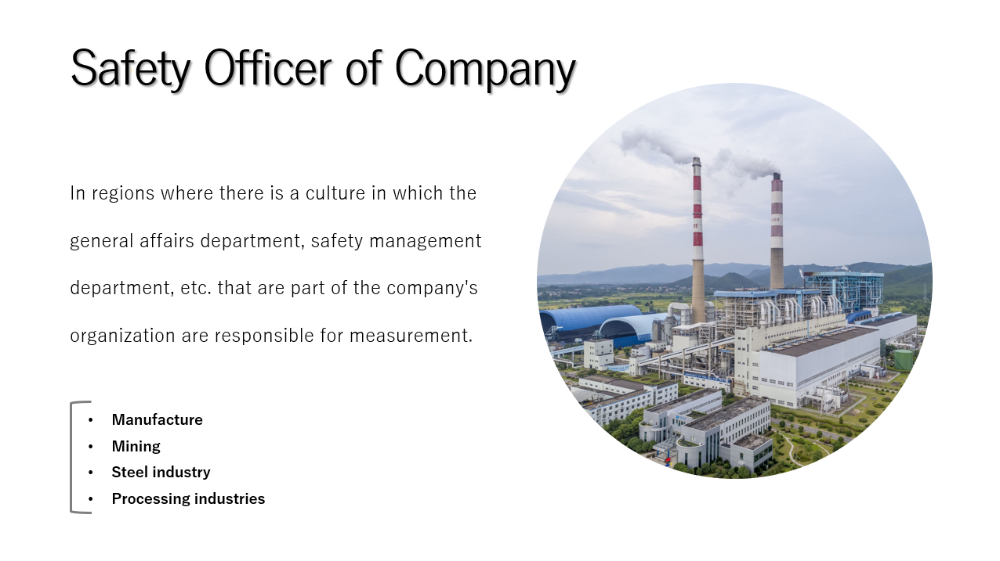 Safety Officer of Company
In regions where there is a culture in which the
general affairs department, safety management
department, etc. that are part of the company's
organization are responsible for measurement.
• Manufacture
• Mining
• Steel industry
• Processing industries